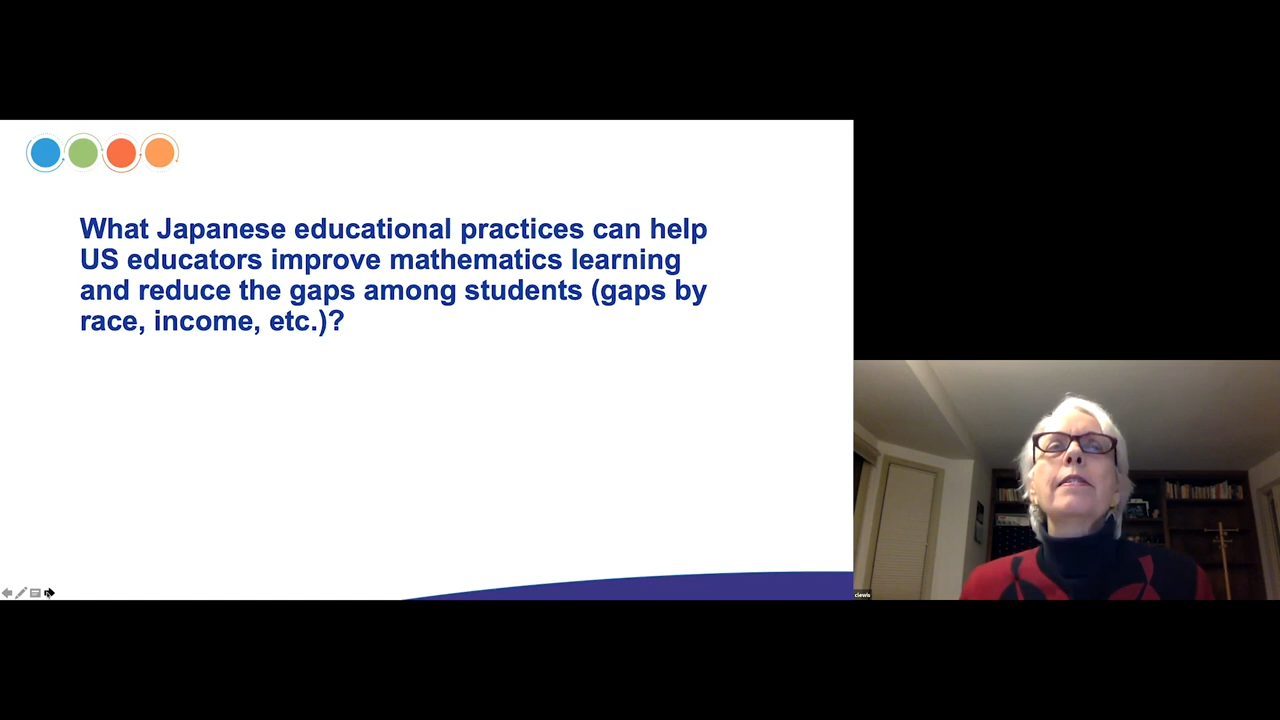 What Japanese educational practices can help
US educators improve mathematics learning
and reduce the gaps among students (gaps by
race, income, etc.)?
clewis